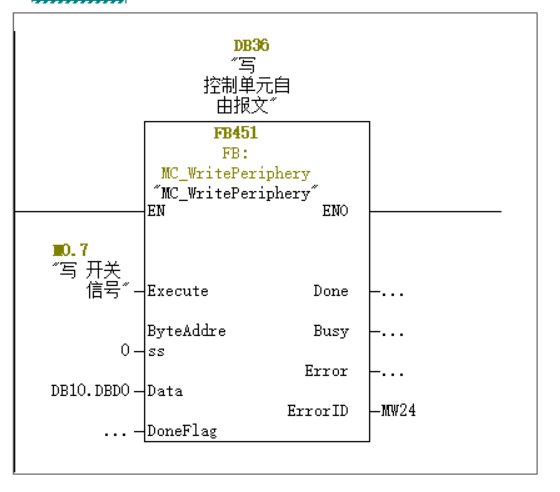 DB36
"写
控制单元自
由报文"
FB451
FB:
MC_WritePeriphery
"MC_WritePeriphery"
EN ENO
M0.7
"写 开关
信号"
Execute Done ...
ByteAddre Busy ...
0 ss
Error ...
DB10.DBD0 Data
ErrorID MW24
... DoneFlag